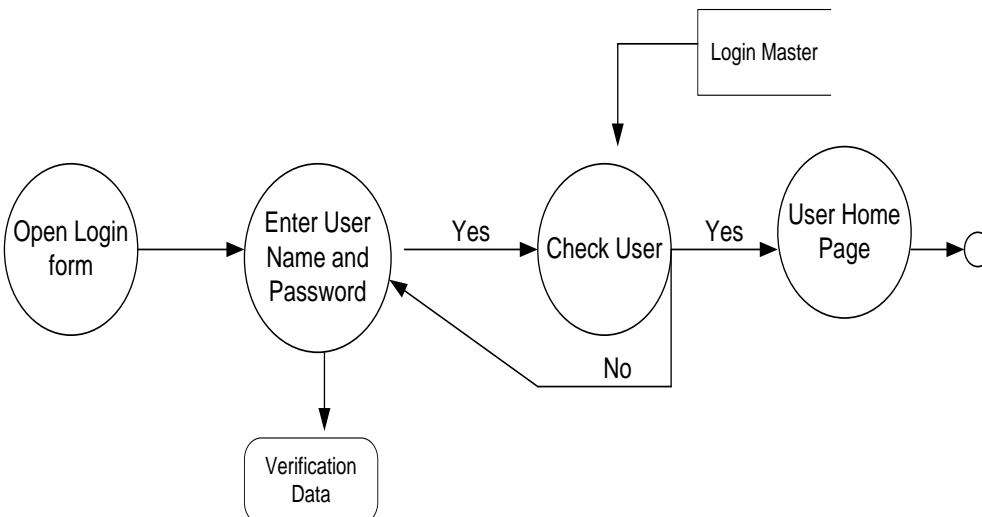 Login Master
Open Login
form
Enter User
Name and
Password
Yes
Check User
Yes
User Home
Page
No
Verification
Data